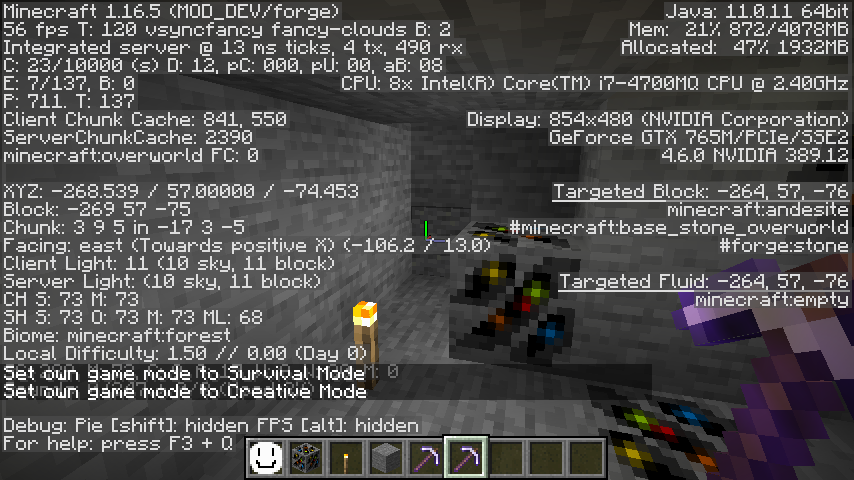 Minecraft 1.16.5 (MOD_DEV/forge)
56 fps T: 120 vsyncfancy fancy-clouds B: 2
Integrated server @ 13 ms ticks, 4 tx, 490 rx
C: 23/10000 (s) D: 12, pC: 000, pU: 00, aB: 08
E: 7/137, B: 0
P: 711. T: 137
Client Chunk Cache: 841, 550
ServerChunkCache: 2390
minecraft:overworld FC: 0
XYZ: -268.539 / 57.00000 / -74.453
Block: -269 57 -75
Chunk: 3 9 5 in -17 3 -5
Facing: east (Towards positive X) (-106.2 / 13.0)
Client Light: 11 (10 sky, 11 block)
Server Light: (10 sky, 11 block)
CH S: 73 M: 73
SH S: 73 O: 73 M: 73 ML: 68
Biome: minecraft:forest
Local Difficulty: 1.50 // 0.00 (Day 0)
Set own game mode to Survival Mode
Set own game mode to Creative Mode
Debug: Pie [shift]: hidden FPS [alt]: hidden
For help: press F3 + Q
Java: 11.0.11 64bit
Mem: 21% 872/4078MB
Allocated: 47% 1932MB
CPU: 8x Intel(R) Core(TM) i7-4700MQ CPU @ 2.40GHz
Display: 854x480 (NVIDIA Corporation)
GeForce GTX 765M/PCIe/SSE2
4.6.0 NVIDIA 389.12
Targeted Block: -264, 57, -76
minecraft:andesite
#minecraft:base_stone_overworld
#forge:stone
Targeted Fluid: -264, 57, -76
minecraft:empty